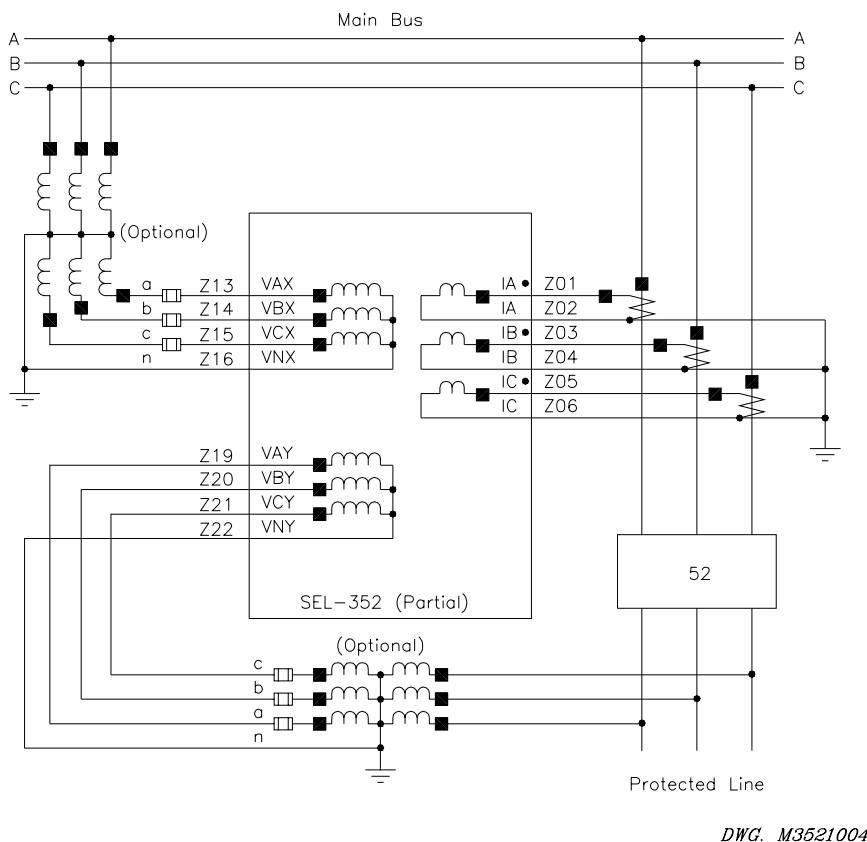 Main Bus
A A
B B
C C
(Optional)
a Z13 VAX IA Z01
b Z14 VBX IA Z02
c Z15 VCX IB Z03
n Z16 VNX IB Z04
IC Z05
IC Z06
Z19 VAY
Z20 VBY
Z21 VCY
Z22 VNY
52
SEL-352 (Partial)
(Optional)
c
b
a
n
Protected Line
DWG. M3521004